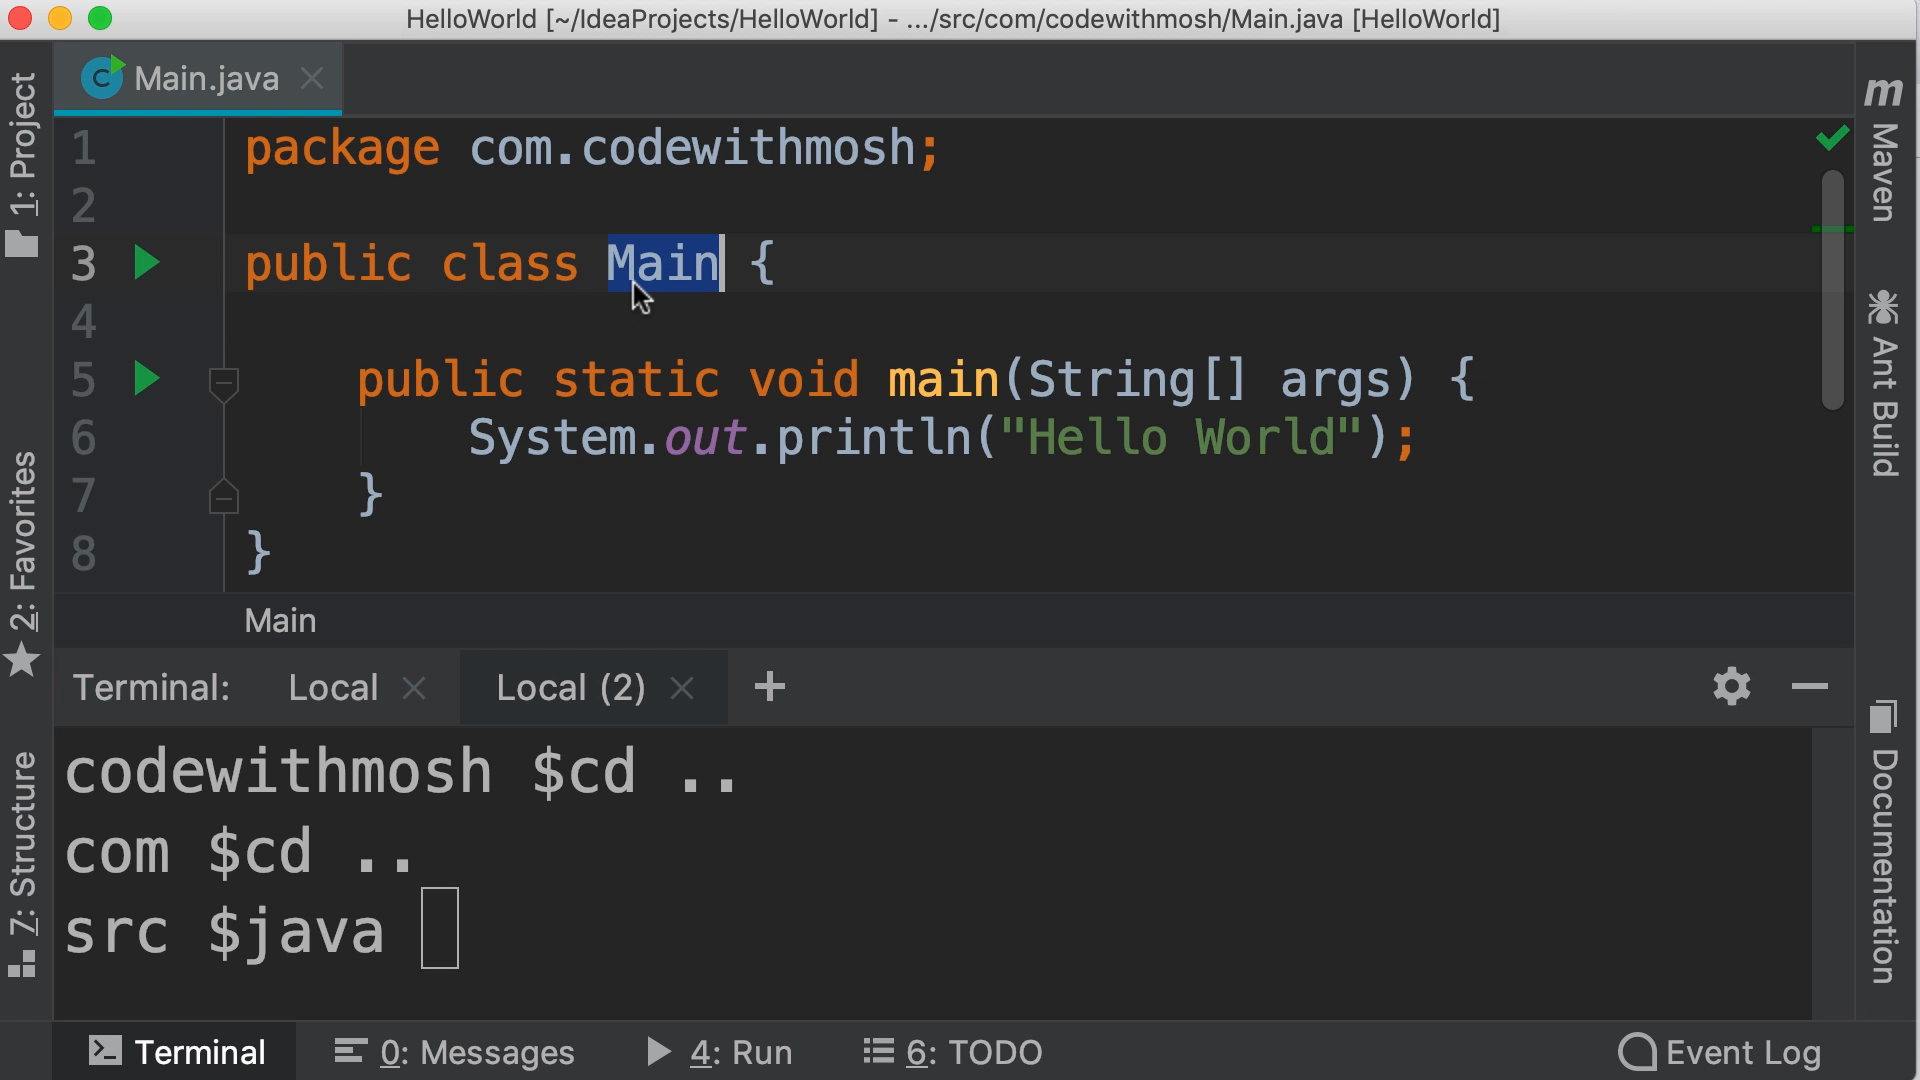 HelloWorld [~/IdeaProjects/HelloWorld] - .../src/com/codewithmosh/Main.java [HelloWorld]
1: Project
2: Favorites
7: Structure
Main.java
1 package com.codewithmosh;
2
3 public class Main {
4
5 public static void main(String[] args) {
6 System.out.println("Hello World");
7 }
8 }
Main
Terminal: Local Local (2) +
codewithmosh $cd ..
com $cd ..
src $java
m Maven
Ant Build
Documentation
Terminal 0: Messages 4: Run 6: TODO Event Log